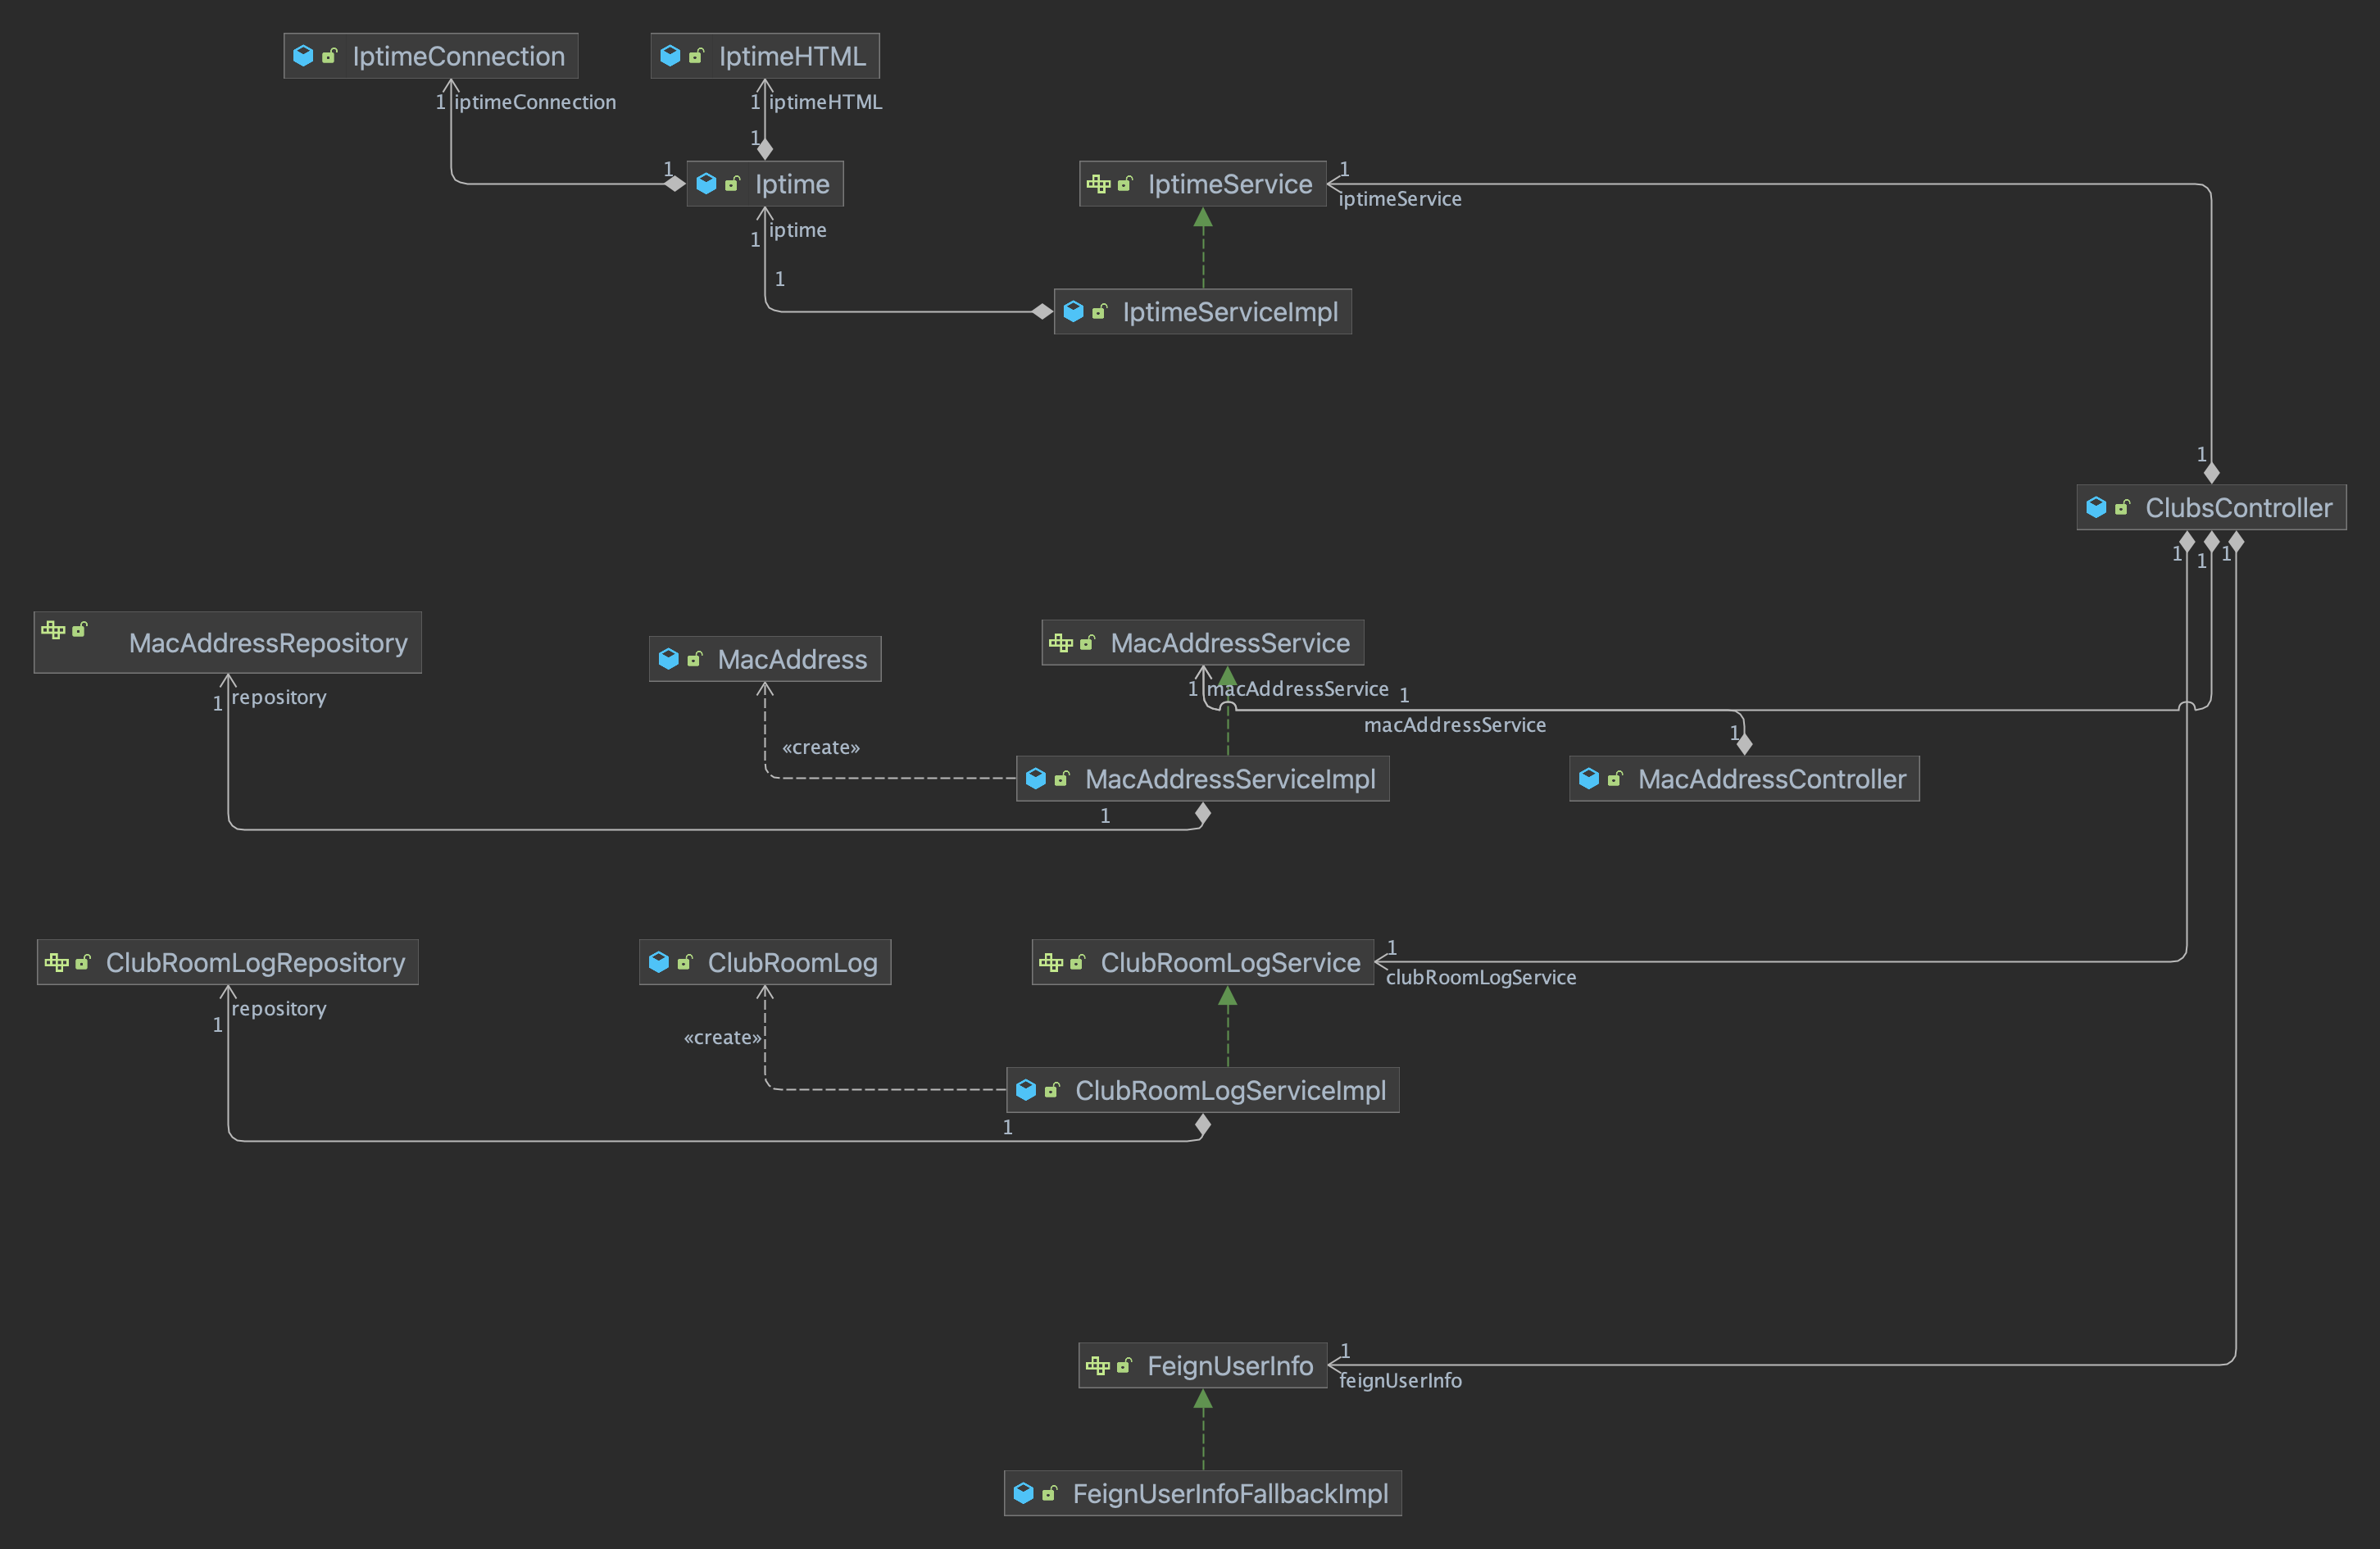 IptimeConnection
IptimeHTML
1 iptimeConnection
1 iptimeHTML
1
1
Iptime
IptimeService
1
iptimeService
iptime
1
1
IptimeServiceImpl
1
ClubsController
1
1
1
MacAddressRepository
MacAddress
MacAddressService
1 repository
1 macAddressService
1
macAddressService
1
«create»
MacAddressServiceImpl
MacAddressController
1
ClubRoomLogRepository
ClubRoomLog
ClubRoomLogService
1
clubRoomLogService
repository
1
«create»
ClubRoomLogServiceImpl
1
FeignUserInfo
1
feignUserInfo
FeignUserInfoFallbackImpl